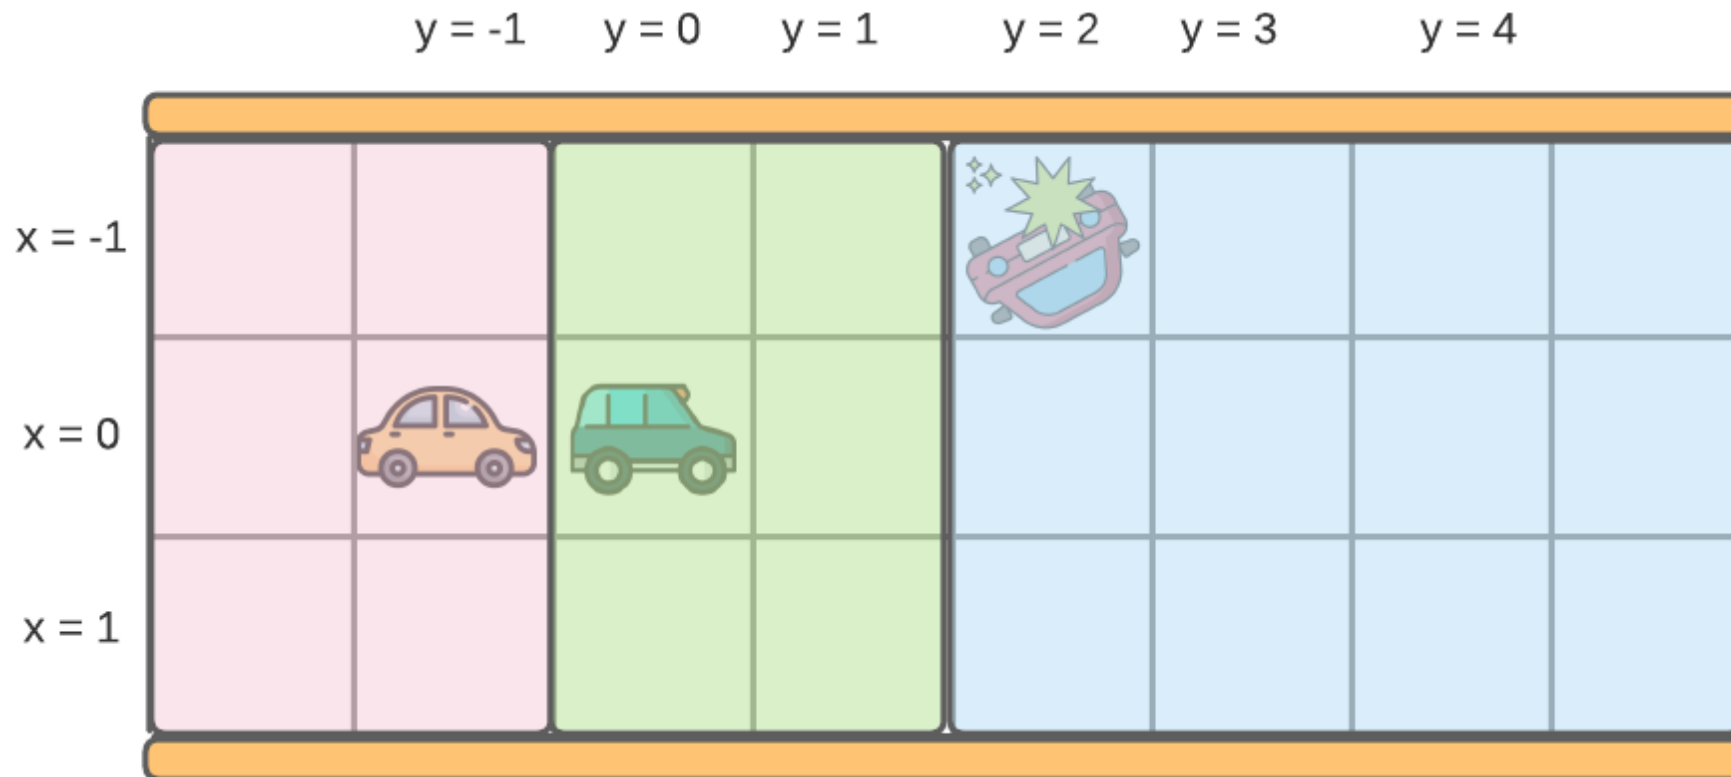 y = -1 y = 0 y = 1 y = 2 y = 3 y = 4
x = -1
x = 0
x = 1